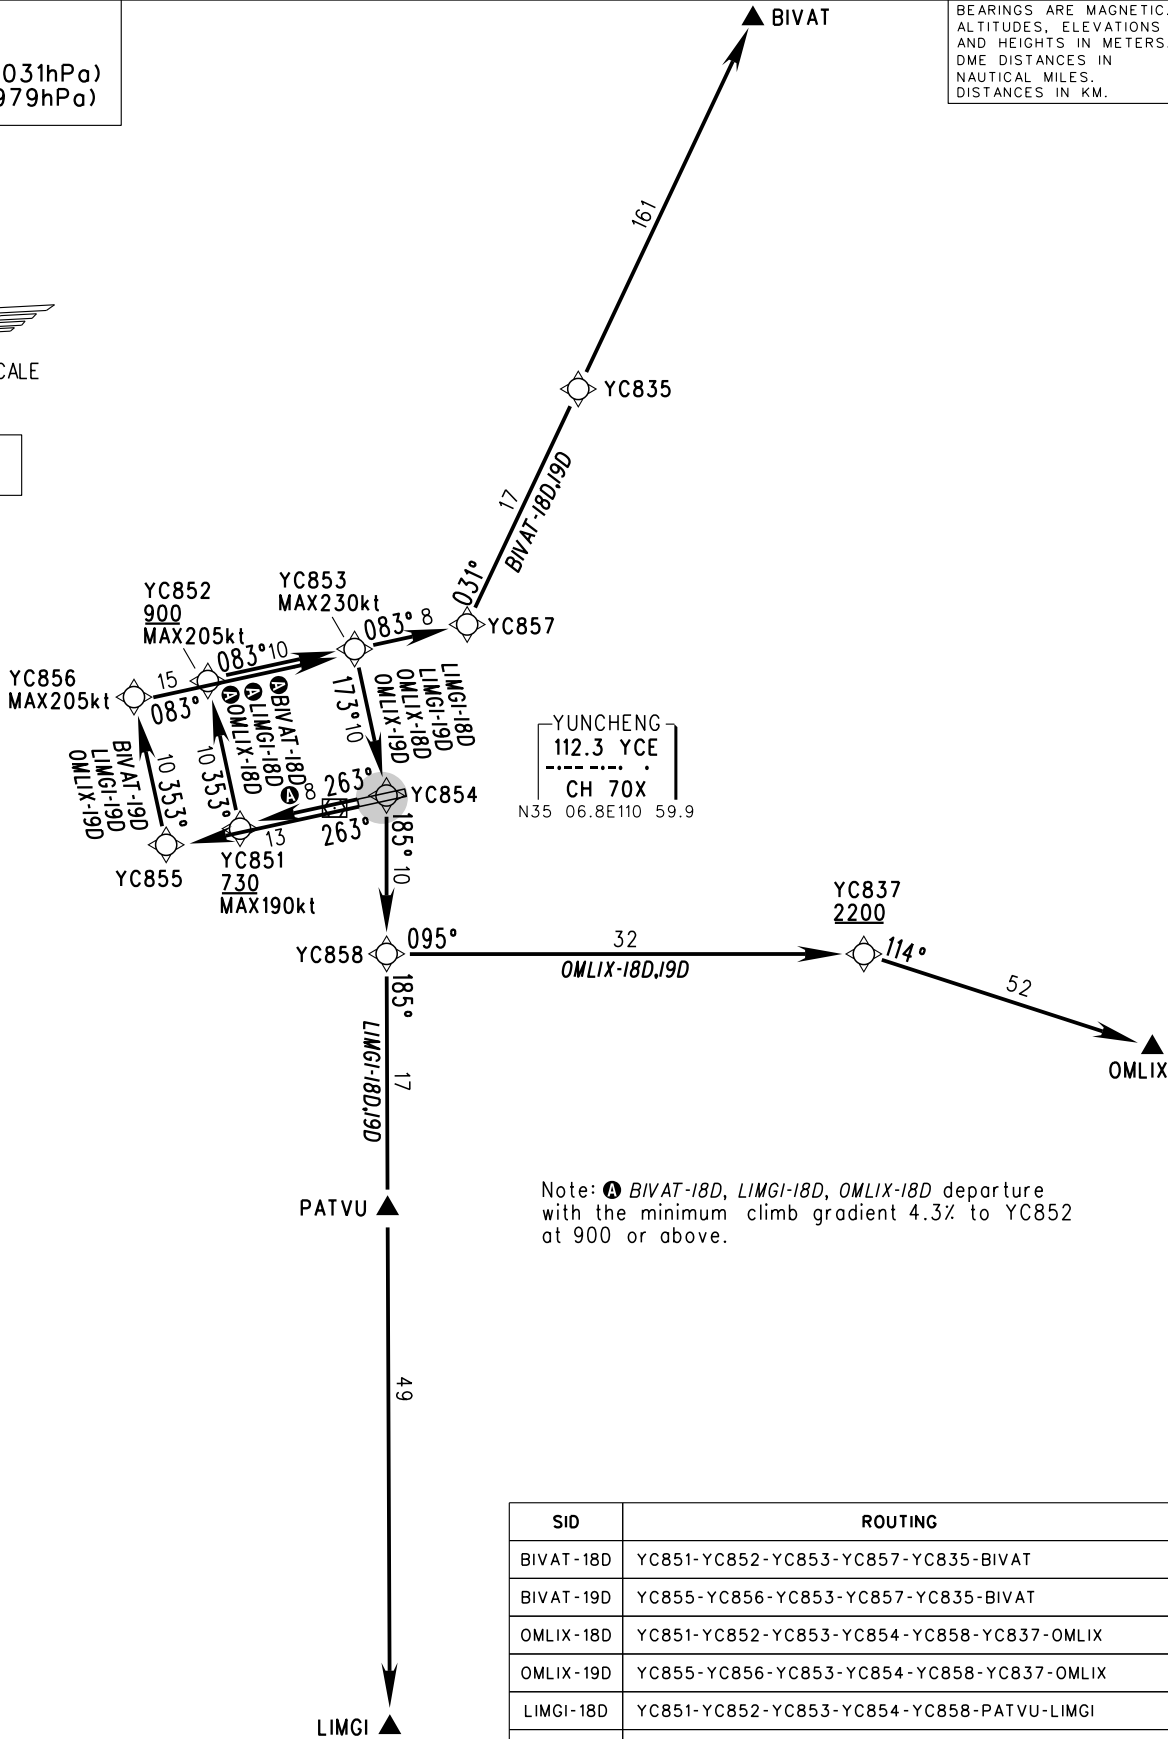 BIVAT
BEARINGS ARE MAGNETIC.
ALTITUDES, ELEVATIONS
AND HEIGHTS IN METERS.
DME DISTANCES IN
NAUTICAL MILES.
DISTANCES IN KM.
031hPa)
979hPa)
161
CALE
YC835
17
BIVAT-18D,19D
031°
YC857
YC853
MAX230kt
083° 8
YC852
900
MAX205kt
083° 10
YC856
MAX205kt
15
083°
173° 10
LIMGI-18D
LIMGI-19D
OMLIX-18D
OMLIX-19D
A BIVAT-18D
A LIMGI-18D
A OMLIX-18D
10 353°
BIVAT-19D
LIMGI-19D
OMLIX-19D
10 353°
A 8 263°
YC854
YUNCHENG
112.3 YCE
CH 70X
N35 06.8E110 59.9
13 263°
YC855
YC851
730
MAX190kt
185° 10
YC858
095°
32
OMLIX-18D,19D
YC837
2200
114°
52
OMLIX
185°
LIMGI-18D,19D
17
PATVU
Note: A BIVAT-18D, LIMGI-18D, OMLIX-18D departure
with the minimum climb gradient 4.3% to YC852
at 900 or above.
49
LIMGI
SID ROUTING
BIVAT-18D YC851-YC852-YC853-YC857-YC835-BIVAT
BIVAT-19D YC855-YC856-YC853-YC857-YC835-BIVAT
OMLIX-18D YC851-YC852-YC853-YC854-YC858-YC837-OMLIX
OMLIX-19D YC855-YC856-YC853-YC854-YC858-YC837-OMLIX
LIMGI-18D YC851-YC852-YC853-YC854-YC858-PATVU-LIMGI